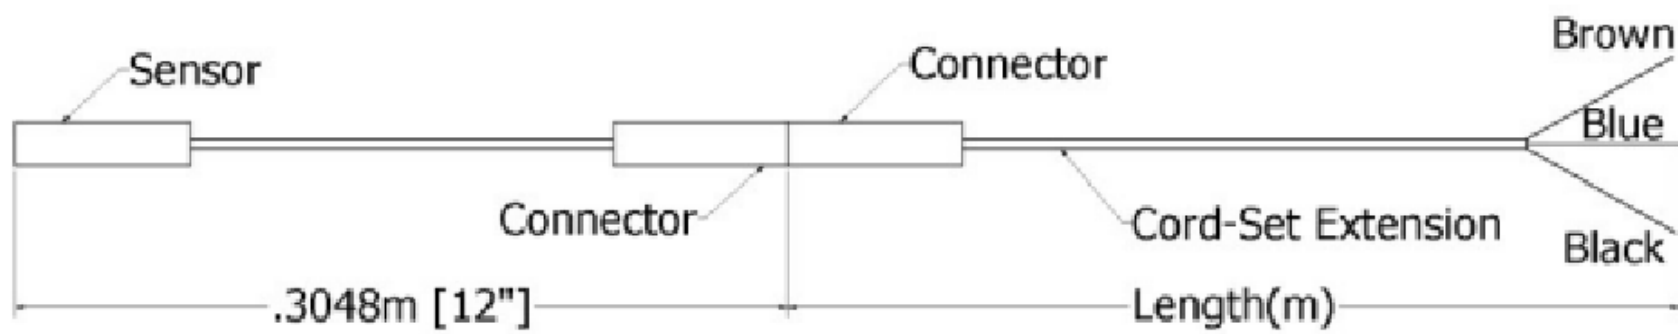 Brown
Sensor
Connector
Blue
Connector
Cord-Set Extension
Black
.3048m [12"]
Length(m)